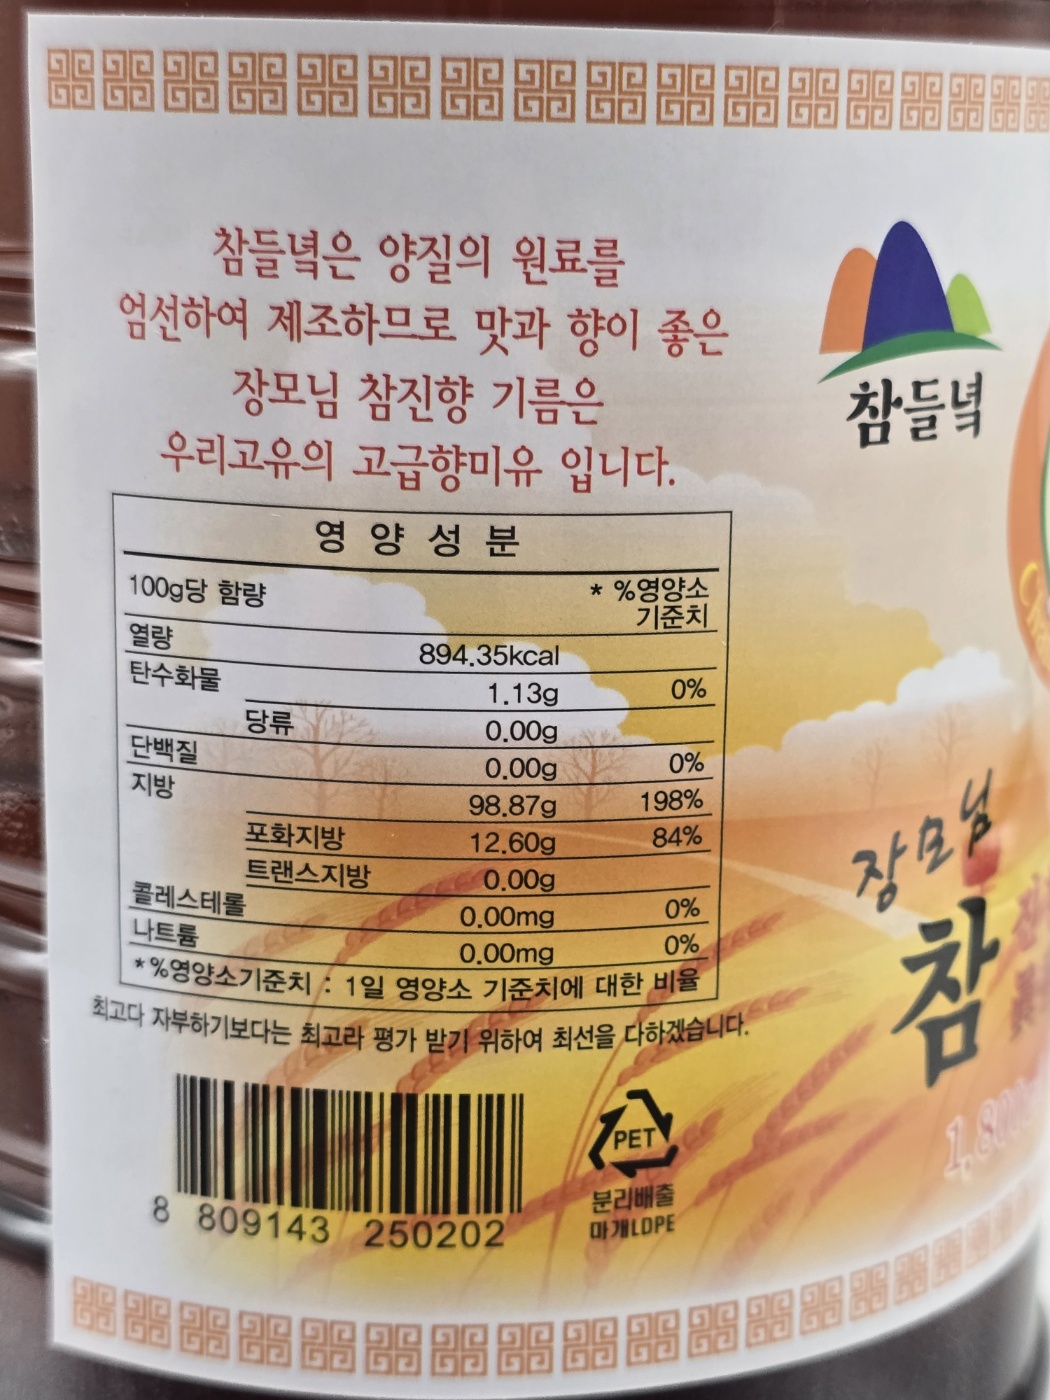 참들녘은 양질의 원료를
엄선하여 제조하므로 맛과 향이 좋은
장모님 참진향 기름은
우리고유의 고급향미유 입니다.
영 양 성 분
100g당 함량 * %영양소
기준치
열량 894.35kcal
탄수화물 1.13g 0%
당류 0.00g
단백질 0.00g 0%
지방 98.87g 198%
포화지방 12.60g 84%
트랜스지방 0.00g
콜레스테롤 0.00mg 0%
나트륨 0.00mg 0%
*%영양소기준치 : 1일 영양소 기준치에 대한 비율
최고다 자부하기보다는 최고라 평가 받기 위하여 최선을 다하겠습니다.
8 809143 250202
PET
분리배출
마개LDPE
참들녘
장모님
참